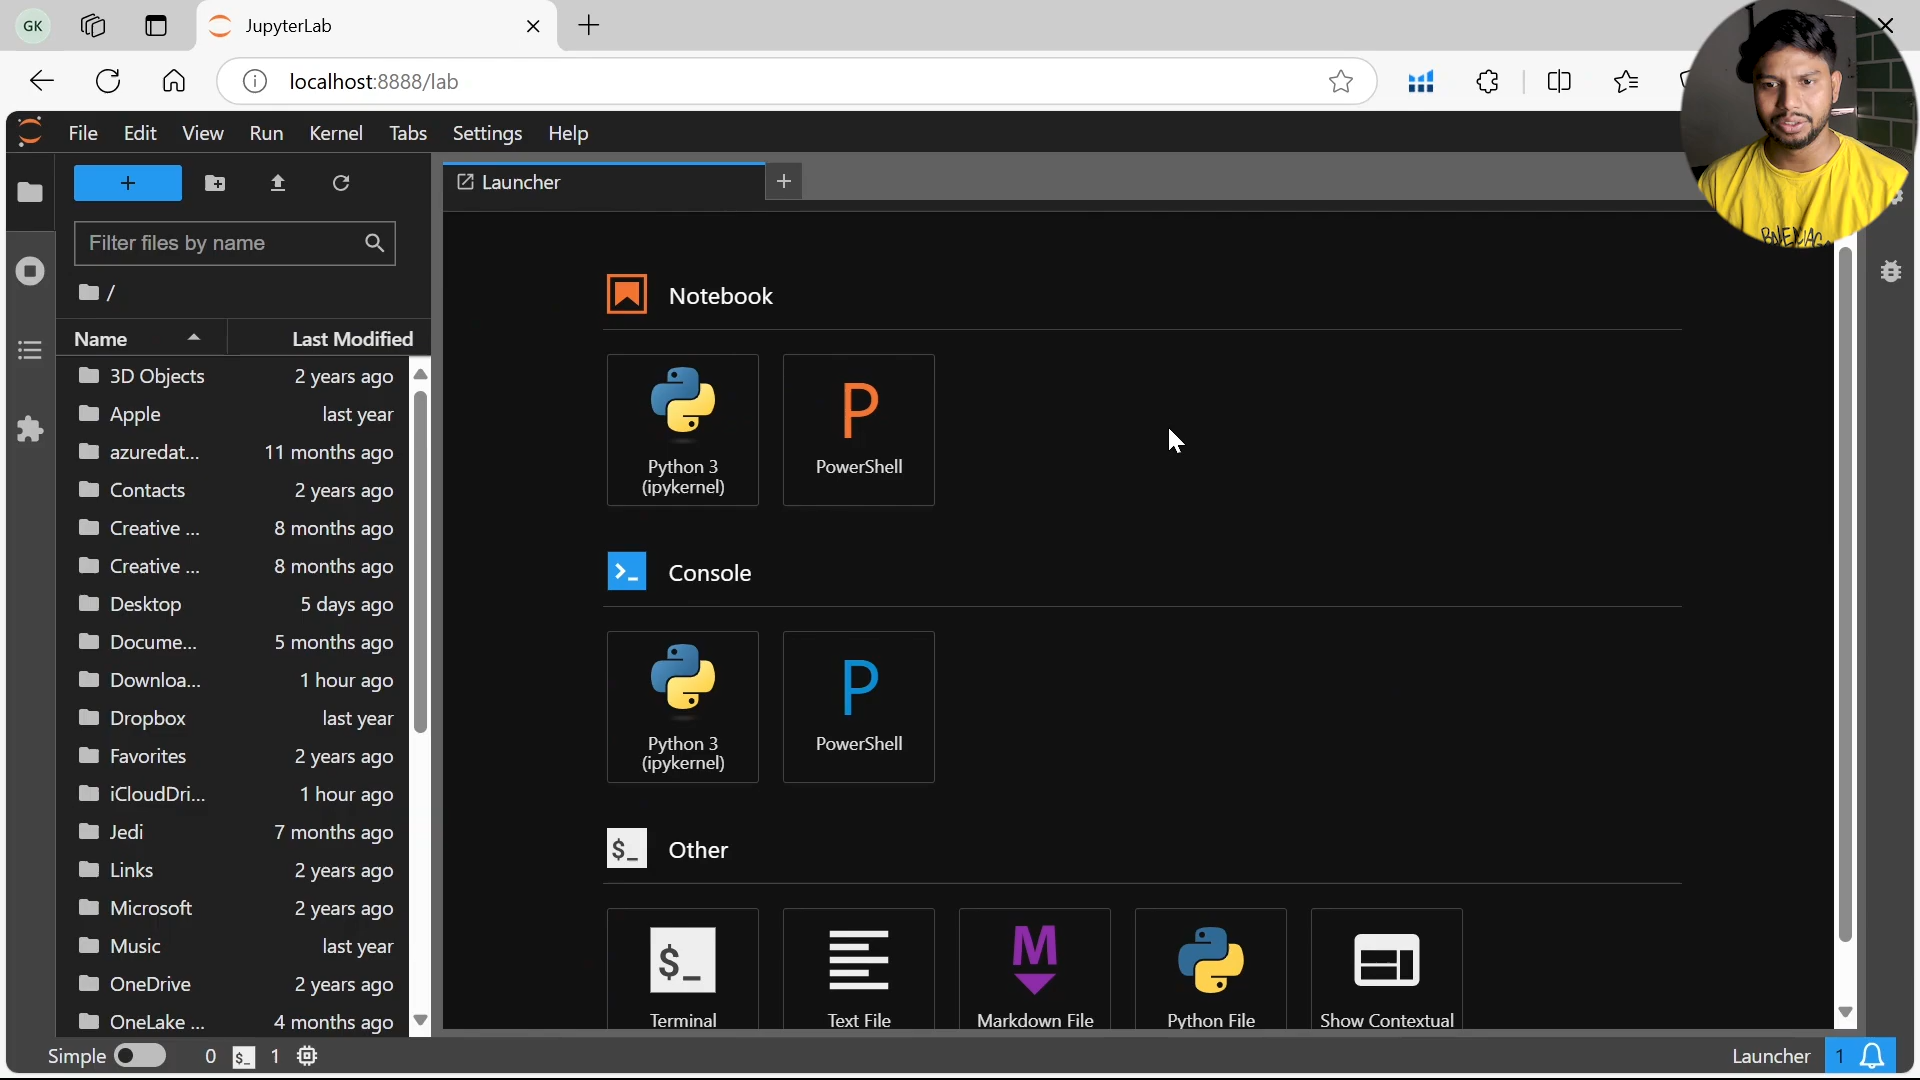 GK
JupyterLab
localhost:8888/lab
File Edit View Run Kernel Tabs Settings Help
+
Launcher
+
Filter files by name
/
Name Last Modified
3D Objects 2 years ago
Apple last year
azuredat... 11 months ago
Contacts 2 years ago
Creative ... 8 months ago
Creative ... 8 months ago
Desktop 5 days ago
Docume... 5 months ago
Downloa... 1 hour ago
Dropbox last year
Favorites 2 years ago
iCloudDri... 1 hour ago
Jedi 7 months ago
Links 2 years ago
Microsoft 2 years ago
Music last year
OneDrive 2 years ago
OneLake ... 4 months ago
Notebook
Python 3
(ipykernel)
P
PowerShell
Console
Python 3
(ipykernel)
P
PowerShell
$_ Other
$_
Terminal
Text File
M
Markdown File
Python File
Show Contextual
Simple 0 $_ 1
Launcher 1